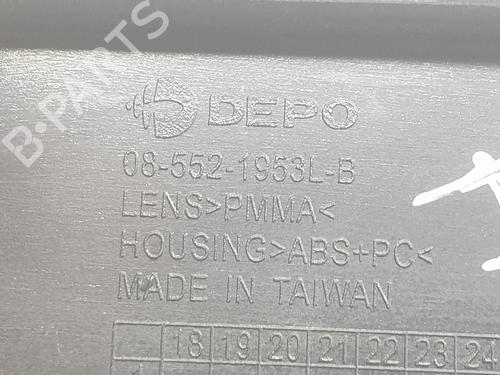 B-PARTS
DEPO
08-552-1953L-B
LENS>PMMA<
HOUSING>ABS+PC<
MADE IN TAIWAN
18 19 20 21 22 23 24